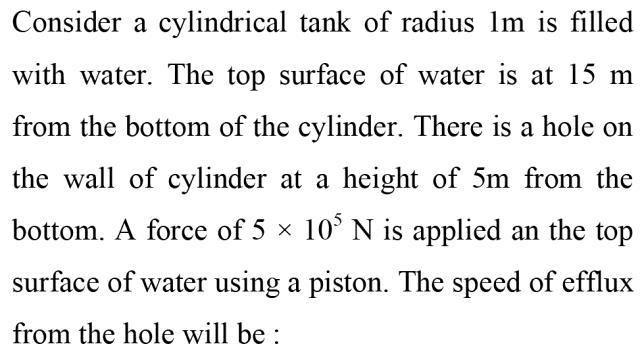 Consider a cylindrical tank of radius 1m is filled
with water. The top surface of water is at 15 m
from the bottom of the cylinder. There is a hole on
the wall of cylinder at a height of 5m from the
bottom. A force of 5 × 10⁵ N is applied an the top
surface of water using a piston. The speed of efflux
from the hole will be :